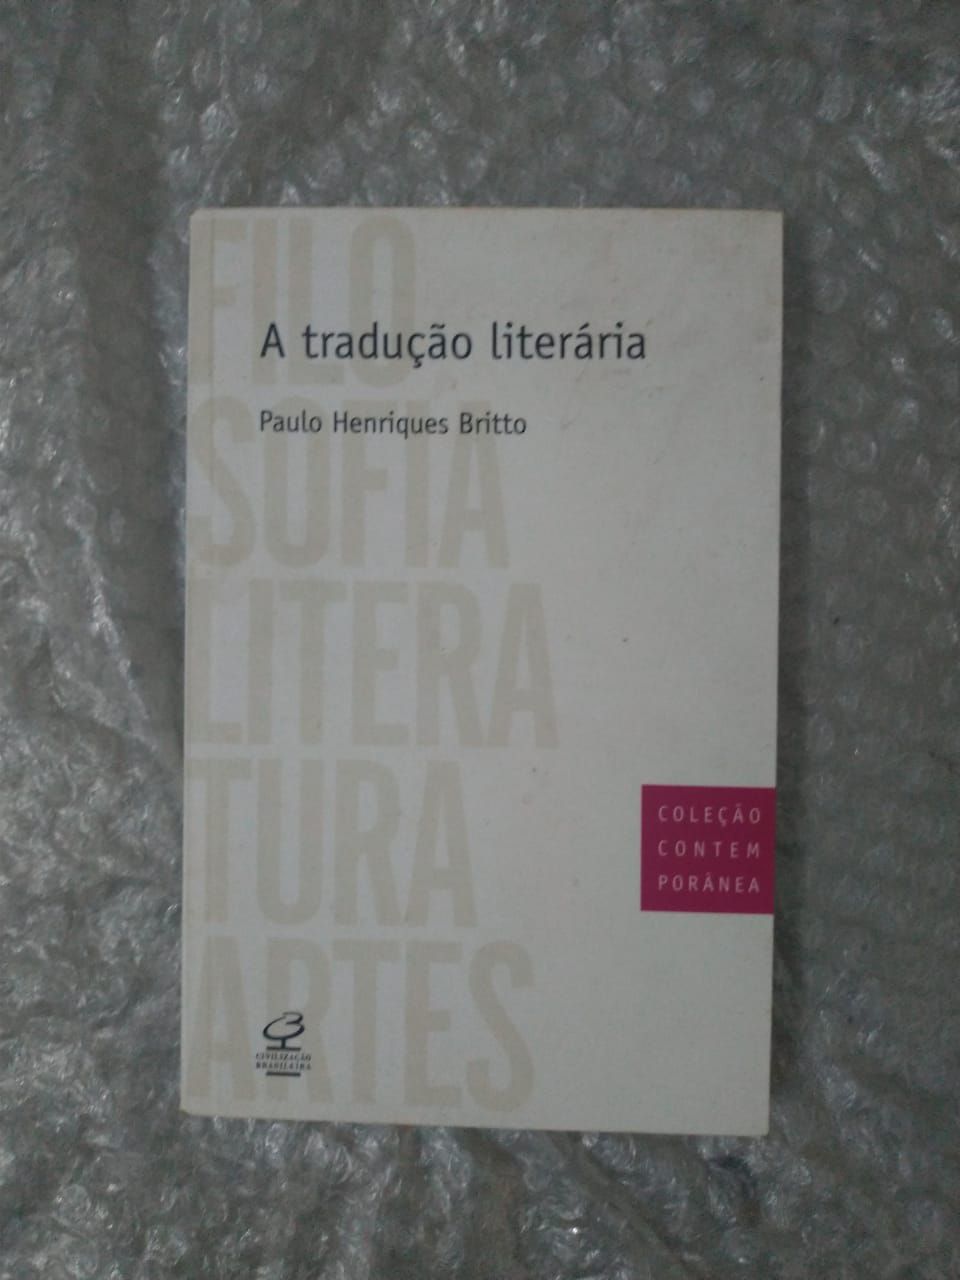 FILO
SOFIA
LITERA
TURA
ARTES
A tradução literária
Paulo Henriques Britto
COLEÇÃO
CONTEM
PORÂNEA
CIVILIZAÇÃO
BRASILEIRA